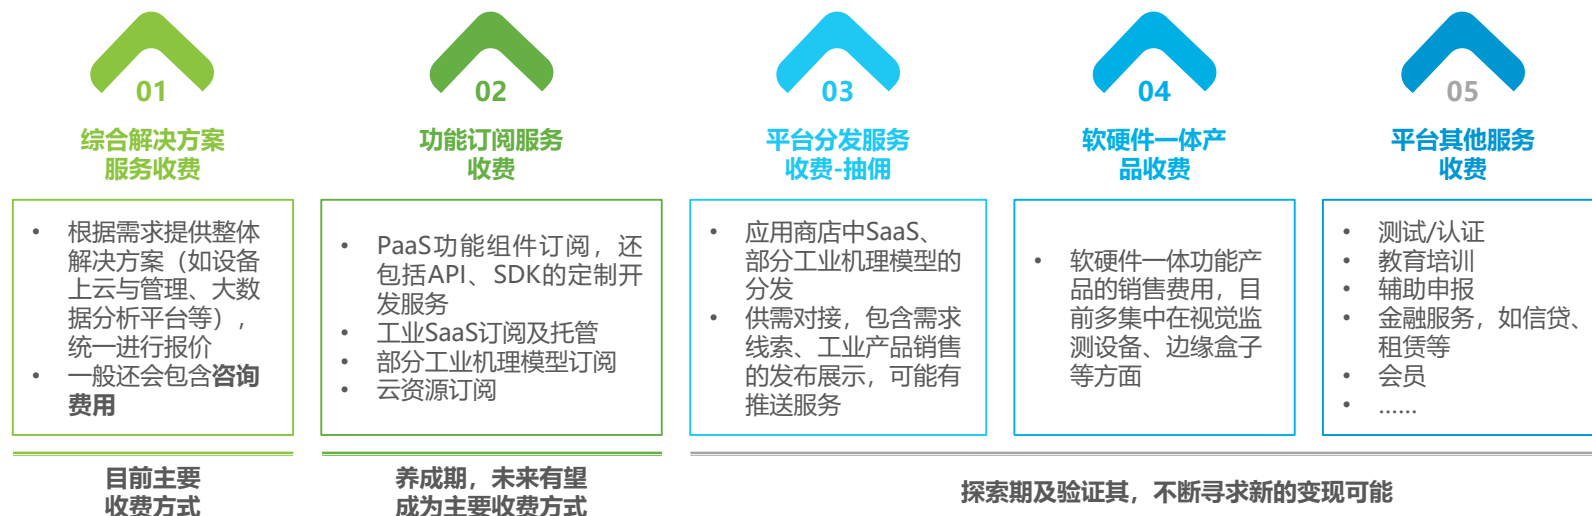 01
综合解决方案
服务收费
• 根据需求提供整体
解决方案（如设备
上云与管理、大数
据分析平台等），
统一进行报价
• 一般还会包含咨询
费用
目前主要
收费方式
02
功能订阅服务
收费
• PaaS功能组件订阅，还
包括API、SDK的定制开
发服务
• 工业SaaS订阅及托管
• 部分工业机理模型订阅
• 云资源订阅
养成期，未来有望
成为主要收费方式
03
平台分发服务
收费-抽佣
• 应用商店中SaaS、
部分工业机理模型的
分发
• 供需对接，包含需求
线索、工业产品销售
的发布展示，可能有
推送服务
04
软硬件一体产
品收费
• 软硬件一体功能产
品的销售费用，目
前多集中在视觉监
测设备、边缘盒子
等方面
05
平台其他服务
收费
• 测试/认证
• 教育培训
• 辅助申报
• 金融服务，如信贷、
租赁等
• 会员
• ……
探索期及验证其，不断寻求新的变现可能